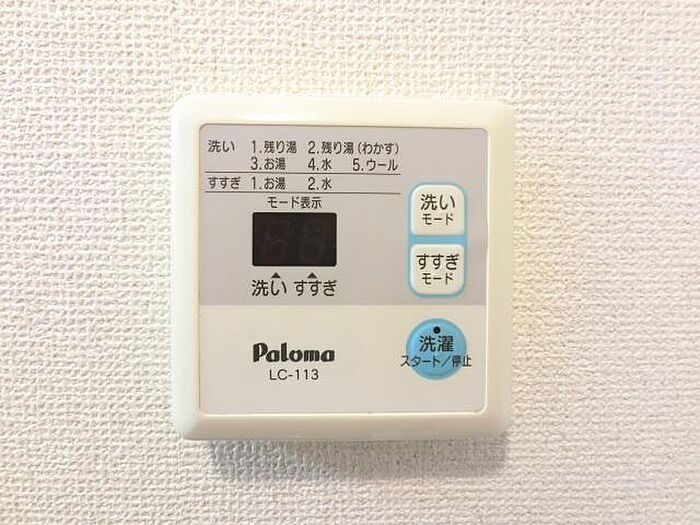 洗い 1.残り湯 2.残り湯(わかす)
3.お湯 4.水 5.ウール
すすぎ 1.お湯 2.水
モード表示
洗い すすぎ
洗い
モード
すすぎ
モード
洗濯
スタート/停止
Paloma
LC-113